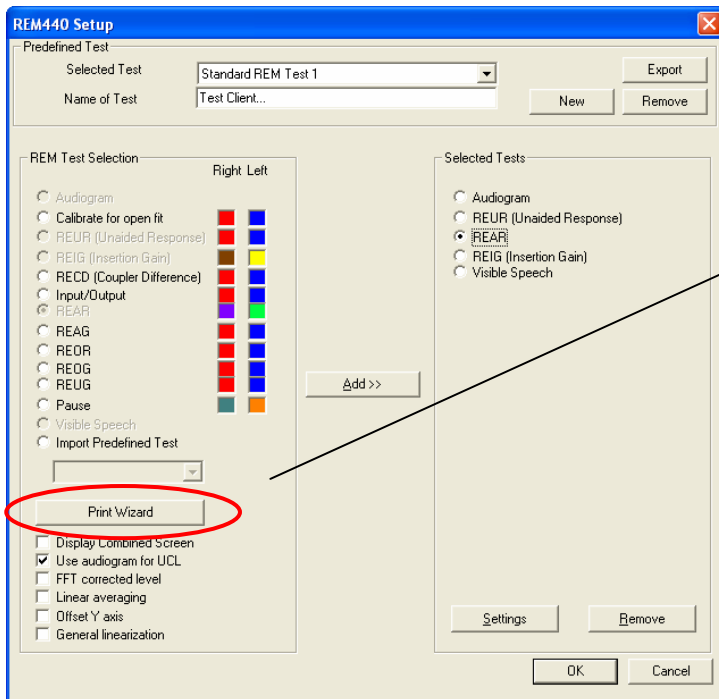 REM440 Setup
Predefined Test
Selected Test
Standard REM Test 1
Export
Name of Test
Test Client...
New
Remove
REM Test Selection
Right Left
Audiogram
Calibrate for open fit
REUR (Unaided Response)
REIG (Insertion Gain)
RECD (Coupler Difference)
Input/Output
REAR
REAG
REOR
REOG
REUG
Pause
Visible Speech
Import Predefined Test
Print Wizard
Display Combined Screen
Use audiogram for UCL
FFT corrected level
Linear averaging
Offset Y axis
General linearization
Add >>
Selected Tests
Audiogram
REUR (Unaided Response)
REAR
REIG (Insertion Gain)
Visible Speech
Settings
Remove
OK
Cancel